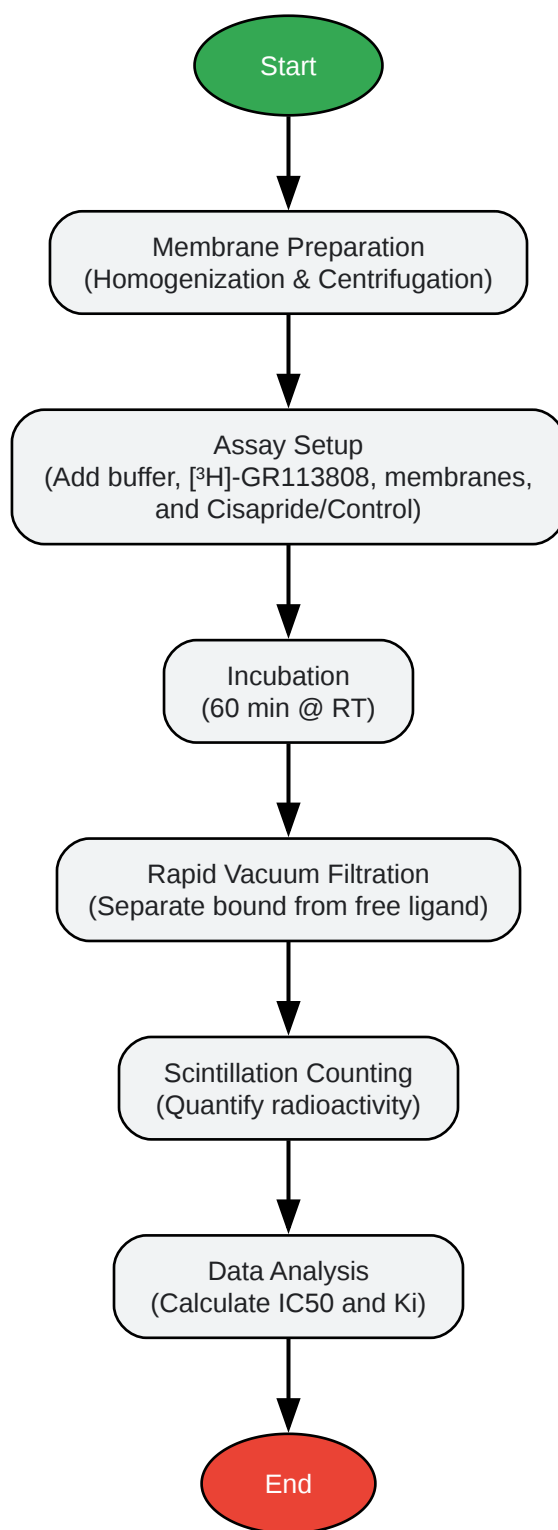 Start
Membrane Preparation
(Homogenization & Centrifugation)
Assay Setup
(Add buffer, [³H]-GR113808, membranes,
and Cisapride/Control)
Incubation
(60 min @ RT)
Rapid Vacuum Filtration
(Separate bound from free ligand)
Scintillation Counting
(Quantify radioactivity)
Data Analysis
(Calculate IC50 and Ki)
End